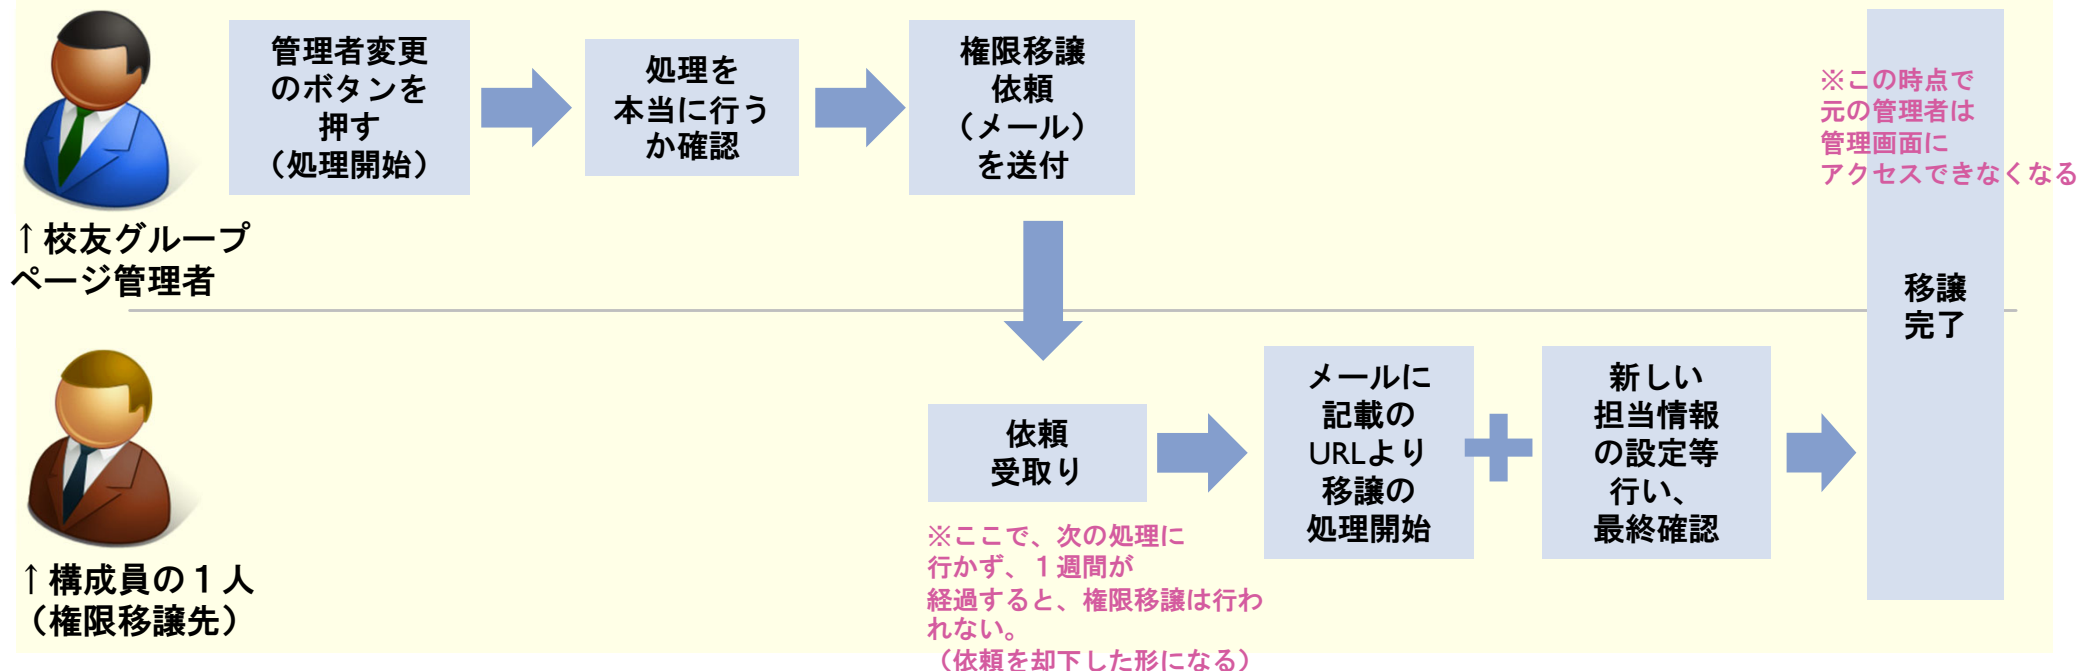 管理者変更
のボタンを
押す
（処理開始）
処理を
本当に行う
か確認
権限移譲
依頼
（メール）
を送付
※この時点で
元の管理者は
管理画面に
アクセスできなくなる
↑校友グループ
ページ管理者
移譲
完了
依頼
受取り
※ここで、次の処理に
行かず、１週間が
経過すると、権限移譲は行わ
れない。
（依頼を却下した形になる）
メールに
記載の
URLより
移譲の
処理開始
新しい
担当情報
の設定等
行い、
最終確認
↑構成員の１人
（権限移譲先）